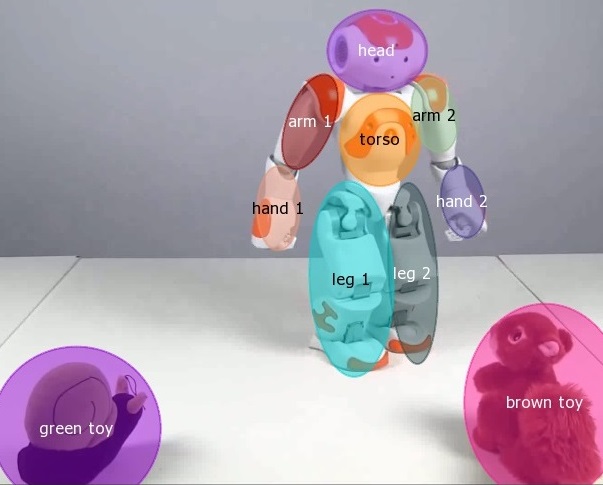 head
arm 1
arm 2
torso
hand 1
hand 2
leg 1
leg 2
green toy
brown toy